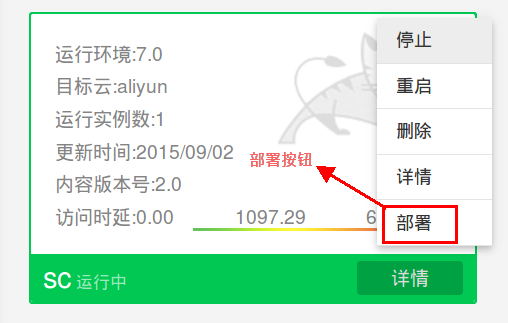 运行环境:7.0
目标云:aliyun
运行实例数:1
更新时间:2015/09/02
内容版本号:2.0
访问时延:0.00 1097.29 6
SC 运行中
详情
停止
重启
删除
详情
部署
部署按钮